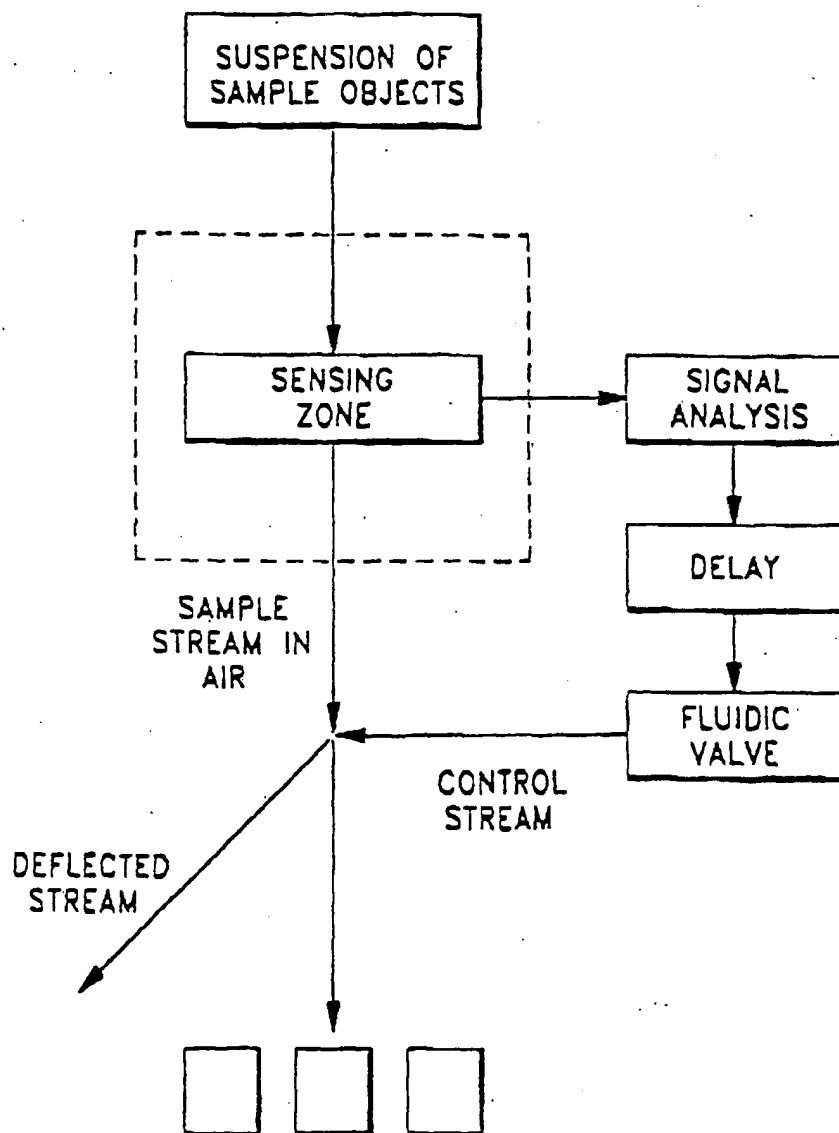 SUSPENSION OF
SAMPLE OBJECTS
SENSING
ZONE
SIGNAL
ANALYSIS
DELAY
SAMPLE
STREAM IN
AIR
FLUIDIC
VALVE
CONTROL
STREAM
DEFLECTED
STREAM